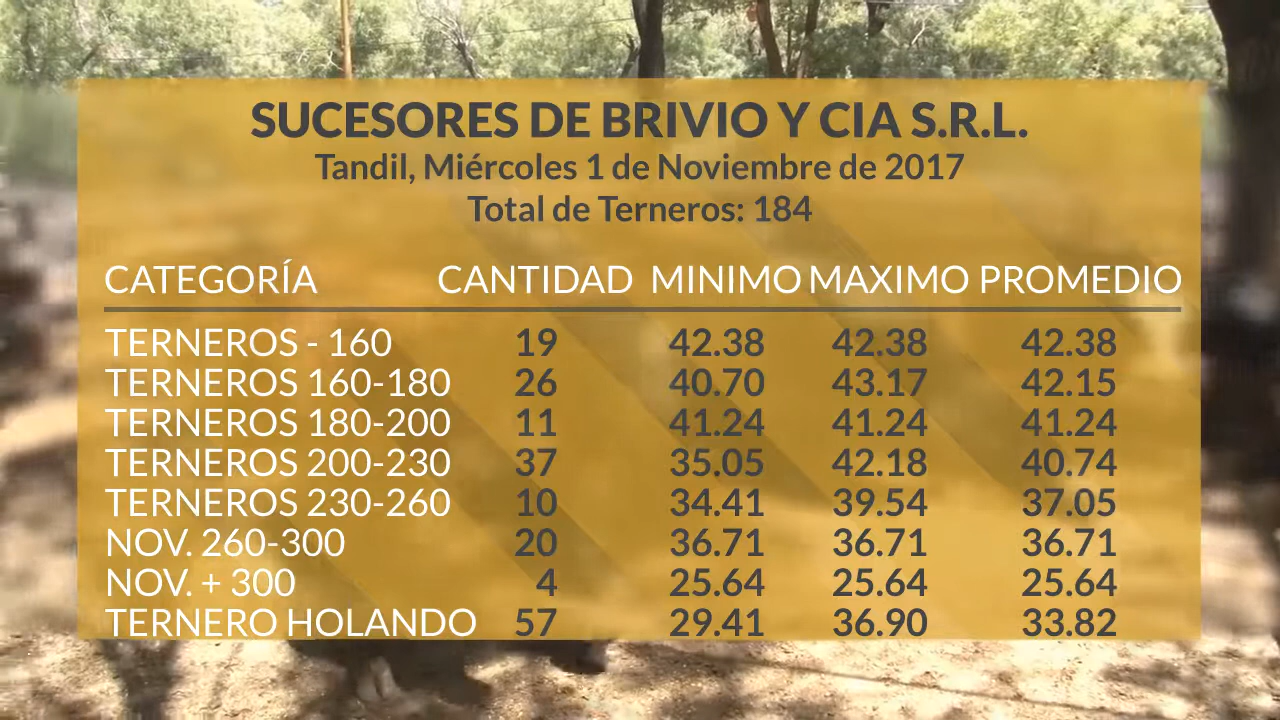 SUCESORES DE BRIVIO Y CIA S.R.L.
Tandil, Miércoles 1 de Noviembre de 2017
Total de Terneros: 184
CATEGORÍA CANTIDAD MINIMO MAXIMO PROMEDIO
TERNEROS - 160 19 42.38 42.38 42.38
TERNEROS 160-180 26 40.70 43.17 42.15
TERNEROS 180-200 11 41.24 41.24 41.24
TERNEROS 200-230 37 35.05 42.18 40.74
TERNEROS 230-260 10 34.41 39.54 37.05
NOV. 260-300 20 36.71 36.71 36.71
NOV. + 300 4 25.64 25.64 25.64
TERNERO HOLANDO 57 29.41 36.90 33.82